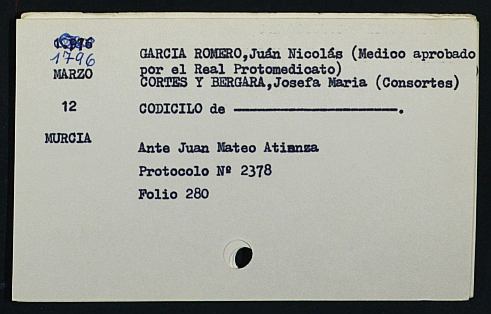 1796
MARZO
12
MURCIA
GARCIA ROMERO,Juán Nicolás (Medico aprobado
por el Real Protomedicato)
CORTES Y BERGARA,Josefa Maria (Consortes)
CODICILO de ―――――――――――.
Ante Juan Mateo Atienza
Protocolo Nº 2378
Folio 280